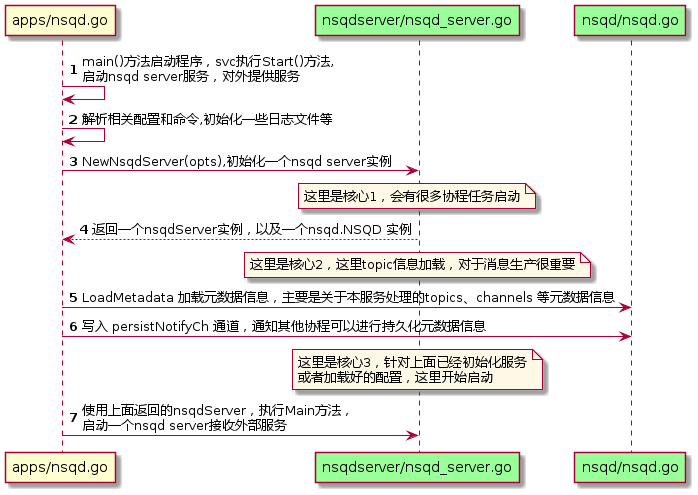 apps/nsqd.go
nsqdserver/nsqd_server.go
nsqd/nsqd.go
1 main()方法启动程序，svc执行Start()方法,
启动nsqd server服务，对外提供服务
2 解析相关配置和命令,初始化一些日志文件等
3 NewNsqdServer(opts),初始化一个nsqd server实例
这里是核心1，会有很多协程任务启动
4 返回一个nsqdServer实例，以及一个nsqd.NSQD 实例
这里是核心2，这里topic信息加载，对于消息生产很重要
5 LoadMetadata 加载元数据信息，主要是关于本服务处理的topics、channels 等元数据信息
6 写入 persistNotifyCh 通道，通知其他协程可以进行持久化元数据信息
这里是核心3，针对上面已经初始化服务
或者加载好的配置，这里开始启动
7 使用上面返回的nsqdServer，执行Main方法，
启动一个nsqd server接收外部服务
apps/nsqd.go
nsqdserver/nsqd_server.go
nsqd/nsqd.go